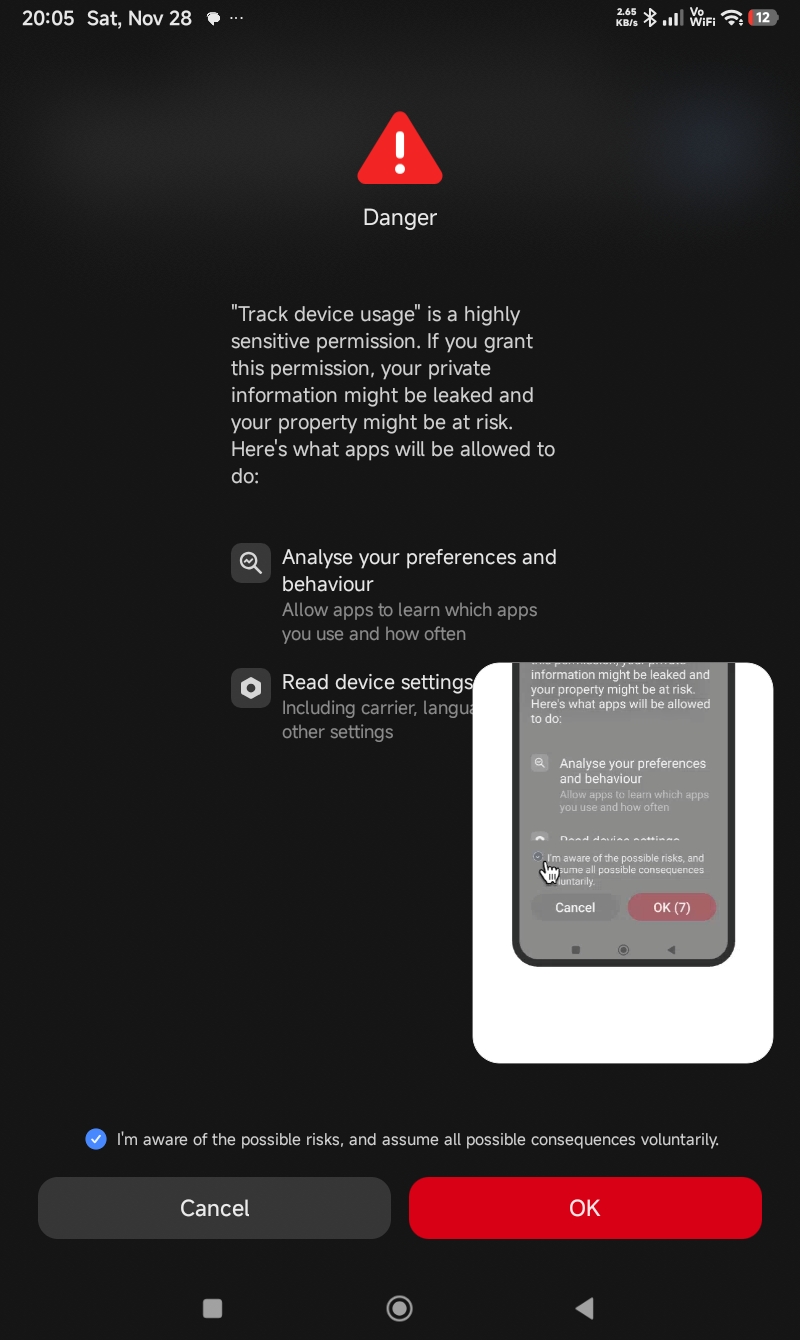 20:05 Sat, Nov 28 ...
2.65 KB/s Vo WiFi 12
Danger
"Track device usage" is a highly
sensitive permission. If you grant
this permission, your private
information might be leaked and
your property might be at risk.
Here's what apps will be allowed to
do:
Analyse your preferences and
behaviour
Allow apps to learn which apps
you use and how often
Read device settings
Including carrier,
other settings
information might be leaked and
your property might be at risk.
Here's what apps will be allowed
to do:
Analyse your preferences
and behaviour
Allow apps to learn which apps
you use and how often
Read device settings
I'm aware of the possible risks, and
all possible consequences
Cancel
OK (7)
I'm aware of the possible risks, and assume all possible consequences voluntarily.
Cancel
OK